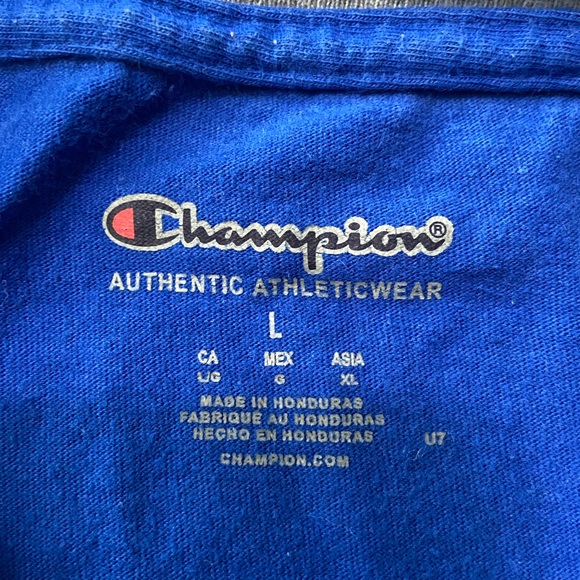 Champion®
AUTHENTIC ATHLETICWEAR
L
CA MEX ASIA
L/G G XL
MADE IN HONDURAS
FABRIQUÉ AU HONDURAS
HECHO EN HONDURAS U7
CHAMPION.COM